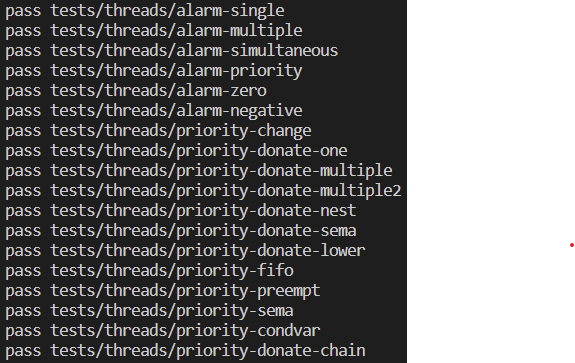 pass tests/threads/alarm-single
pass tests/threads/alarm-multiple
pass tests/threads/alarm-simultaneous
pass tests/threads/alarm-priority
pass tests/threads/alarm-zero
pass tests/threads/alarm-negative
pass tests/threads/priority-change
pass tests/threads/priority-donate-one
pass tests/threads/priority-donate-multiple
pass tests/threads/priority-donate-multiple2
pass tests/threads/priority-donate-nest
pass tests/threads/priority-donate-sema
pass tests/threads/priority-donate-lower
pass tests/threads/priority-fifo
pass tests/threads/priority-preempt
pass tests/threads/priority-sema
pass tests/threads/priority-condvar
pass tests/threads/priority-donate-chain